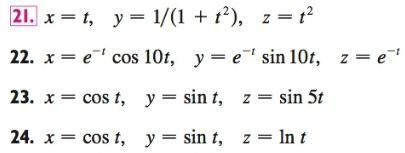 21. x = t, y = 1/(1 + t²), z = t²
22. x = e⁻ᵗ cos 10t, y = e⁻ᵗ sin 10t, z = e⁻ᵗ
23. x = cos t, y = sin t, z = sin 5t
24. x = cos t, y = sin t, z = ln t